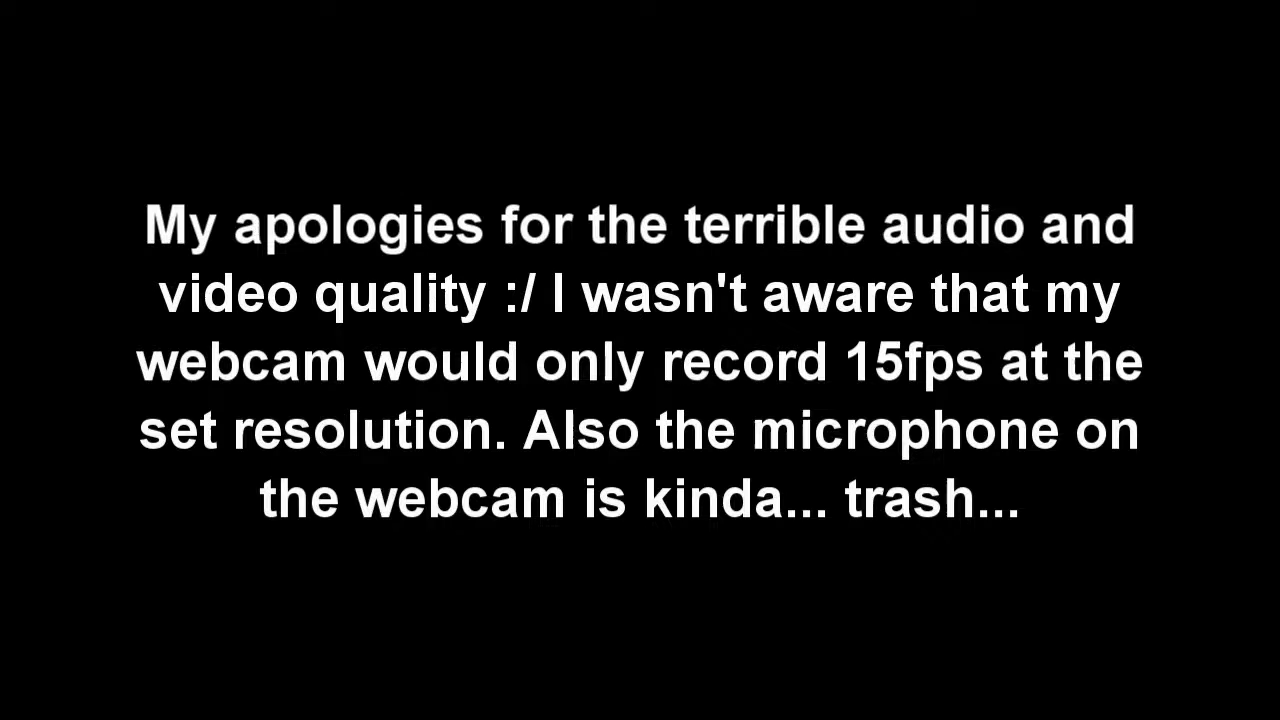 My apologies for the terrible audio and
video quality :/ I wasn't aware that my
webcam would only record 15fps at the
set resolution. Also the microphone on
the webcam is kinda... trash...